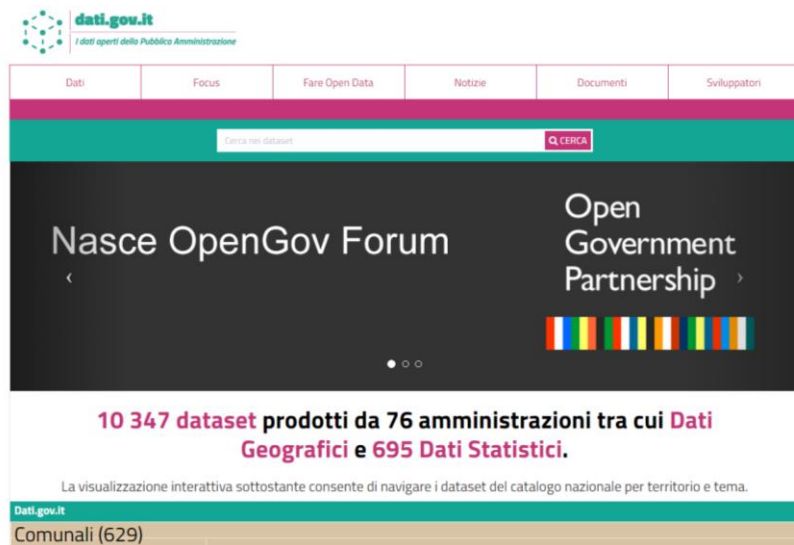 dati.gov.it
I dati aperti della Pubblica Amministrazione
Dati Focus Fare Open Data Notizie Documenti Sviluppatori
Cerca nei dataset CERCA
Nasce OpenGov Forum
Open
Government
Partnership
10 347 dataset prodotti da 76 amministrazioni tra cui Dati
Geografici e 695 Dati Statistici.
La visualizzazione interattiva sottostante consente di navigare i dataset del catalogo nazionale per territorio e tema.
Dati.gov.it
Comunali (629)